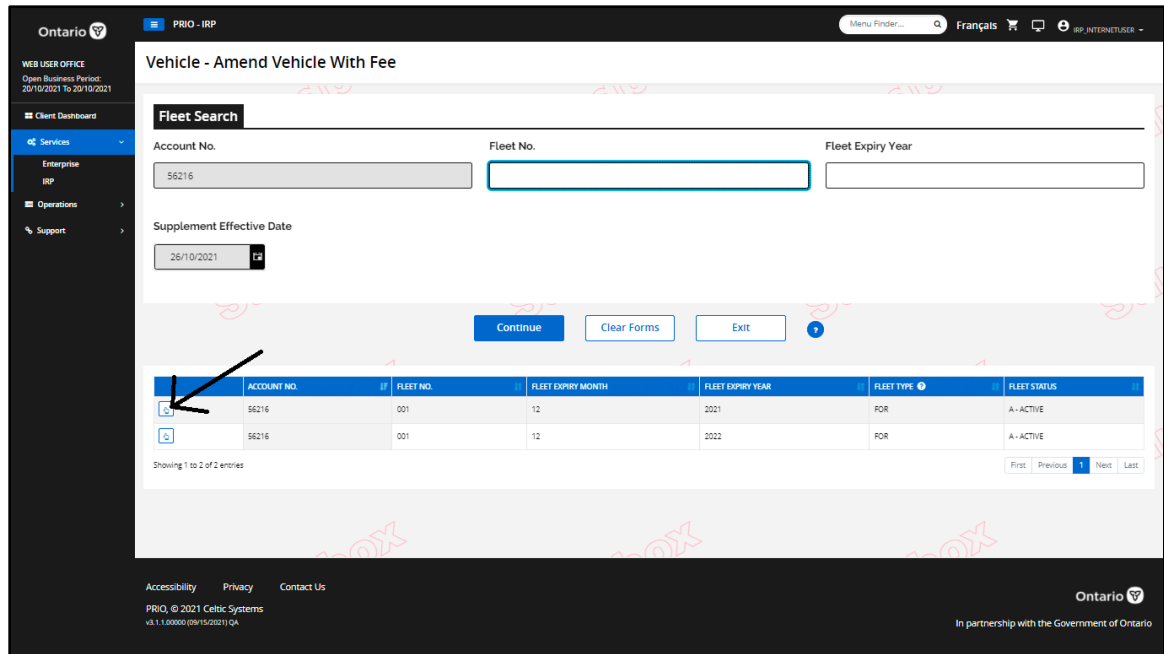 Ontario
PRIO - IRP
Menu Finder...
Français
IRP_INTERNETUSER
WEB USER OFFICE
Open Business Period:
20/10/2021 To 20/10/2021
Client Dashboard
Services
Enterprise
IRP
Operations
Support
Vehicle - Amend Vehicle With Fee
Fleet Search
Account No. Fleet No. Fleet Expiry Year
56216
Supplement Effective Date
26/10/2021
Continue Clear Forms Exit ?
ACCOUNT NO. FLEET NO. FLEET EXPIRY MONTH FLEET EXPIRY YEAR FLEET TYPE ? FLEET STATUS
56216 001 12 2021 FOR A - ACTIVE
56216 001 12 2022 FOR A - ACTIVE
Showing 1 to 2 of 2 entries
First Previous 1 Next Last
Accessibility Privacy Contact Us
PRIO, © 2021 Celtic Systems
v3.1.1.00000 (09/15/2021) QA
Ontario
In partnership with the Government of Ontario